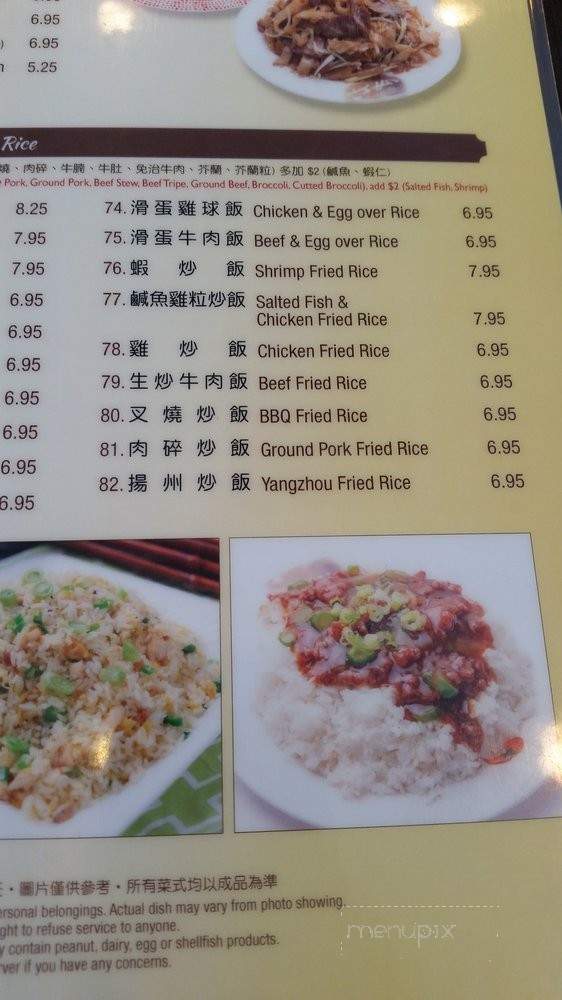 6.95
6.95
5.25
Rice
燒、肉碎、牛腩、牛肚、免治牛肉、芥蘭、芥蘭粒) 多加 $2 (鹹魚、蝦仁)
Pork, Ground Pork, Beef Stew, Beef Tripe, Ground Beef, Broccoli, Cutted Broccoli), add $2 (Salted Fish, Shrimp)
8.25 74. 滑蛋雞球飯 Chicken & Egg over Rice 6.95
7.95 75. 滑蛋牛肉飯 Beef & Egg over Rice 6.95
7.95 76. 蝦炒飯 Shrimp Fried Rice 7.95
6.95 77. 鹹魚雞粒炒飯 Salted Fish &
6.95 Chicken Fried Rice 7.95
6.95 78. 雞炒飯 Chicken Fried Rice 6.95
6.95 79. 生炒牛肉飯 Beef Fried Rice 6.95
6.95 80. 叉燒炒飯 BBQ Fried Rice 6.95
6.95 81. 肉碎炒飯 Ground Pork Fried Rice 6.95
6.95 82. 揚州炒飯 Yangzhou Fried Rice 6.95
・圖片僅供參考・所有菜式均以成品為準
personal belongings. Actual dish may vary from photo showing.
to refuse service to anyone.
contain peanut, dairy, egg or shellfish products.
if you have any concerns.
menupix